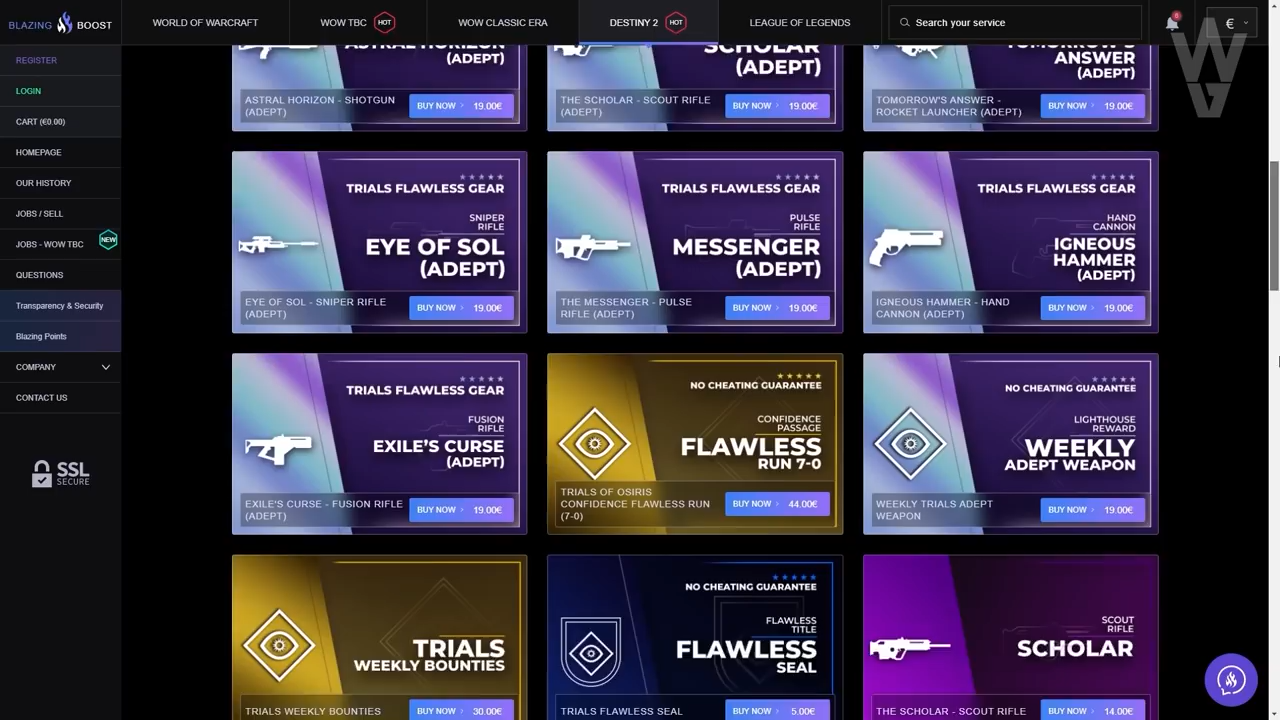 BLAZING BOOST
WORLD OF WARCRAFT
WOW TBC HOT
WOW CLASSIC ERA
DESTINY 2 HOT
LEAGUE OF LEGENDS
Search your service
6
€
REGISTER
LOGIN
CART (€0.00)
HOMEPAGE
OUR HISTORY
JOBS / SELL
JOBS - WOW TBC NEW
QUESTIONS
Transparency & Security
Blazing Points
COMPANY
CONTACT US
SSL
SECURE
ASTRAL HORIZON
(ADEPT)
ASTRAL HORIZON - SHOTGUN
(ADEPT)
BUY NOW 19.00€
SCHOLAR
(ADEPT)
THE SCHOLAR - SCOUT RIFLE
(ADEPT)
BUY NOW 19.00€
TOMORROW'S
ANSWER
(ADEPT)
TOMORROW'S ANSWER -
ROCKET LAUNCHER (ADEPT)
BUY NOW 19.00€
TRIALS FLAWLESS GEAR
SNIPER
RIFLE
EYE OF SOL
(ADEPT)
EYE OF SOL - SNIPER RIFLE
(ADEPT)
BUY NOW 19.00€
TRIALS FLAWLESS GEAR
PULSE
RIFLE
MESSENGER
(ADEPT)
THE MESSENGER - PULSE
RIFLE (ADEPT)
BUY NOW 19.00€
TRIALS FLAWLESS GEAR
HAND
CANNON
IGNEOUS
HAMMER
(ADEPT)
IGNEOUS HAMMER - HAND
CANNON (ADEPT)
BUY NOW 19.00€
TRIALS FLAWLESS GEAR
FUSION
RIFLE
EXILE'S CURSE
(ADEPT)
EXILE'S CURSE - FUSION RIFLE
(ADEPT)
BUY NOW 19.00€
NO CHEATING GUARANTEE
CONFIDENCE
PASSAGE
FLAWLESS
RUN 7-0
TRIALS OF OSIRIS
CONFIDENCE FLAWLESS RUN
(7-0)
BUY NOW 44.00€
NO CHEATING GUARANTEE
LIGHTHOUSE
REWARD
WEEKLY
ADEPT WEAPON
WEEKLY TRIALS ADEPT
WEAPON
BUY NOW 19.00€
TRIALS
WEEKLY BOUNTIES
TRIALS WEEKLY BOUNTIES
BUY NOW 30.00€
NO CHEATING GUARANTEE
FLAWLESS
TITLE
FLAWLESS
SEAL
TRIALS FLAWLESS SEAL
BUY NOW 5.00€
SCOUT
RIFLE
SCHOLAR
THE SCHOLAR - SCOUT RIFLE
BUY NOW 14.00€